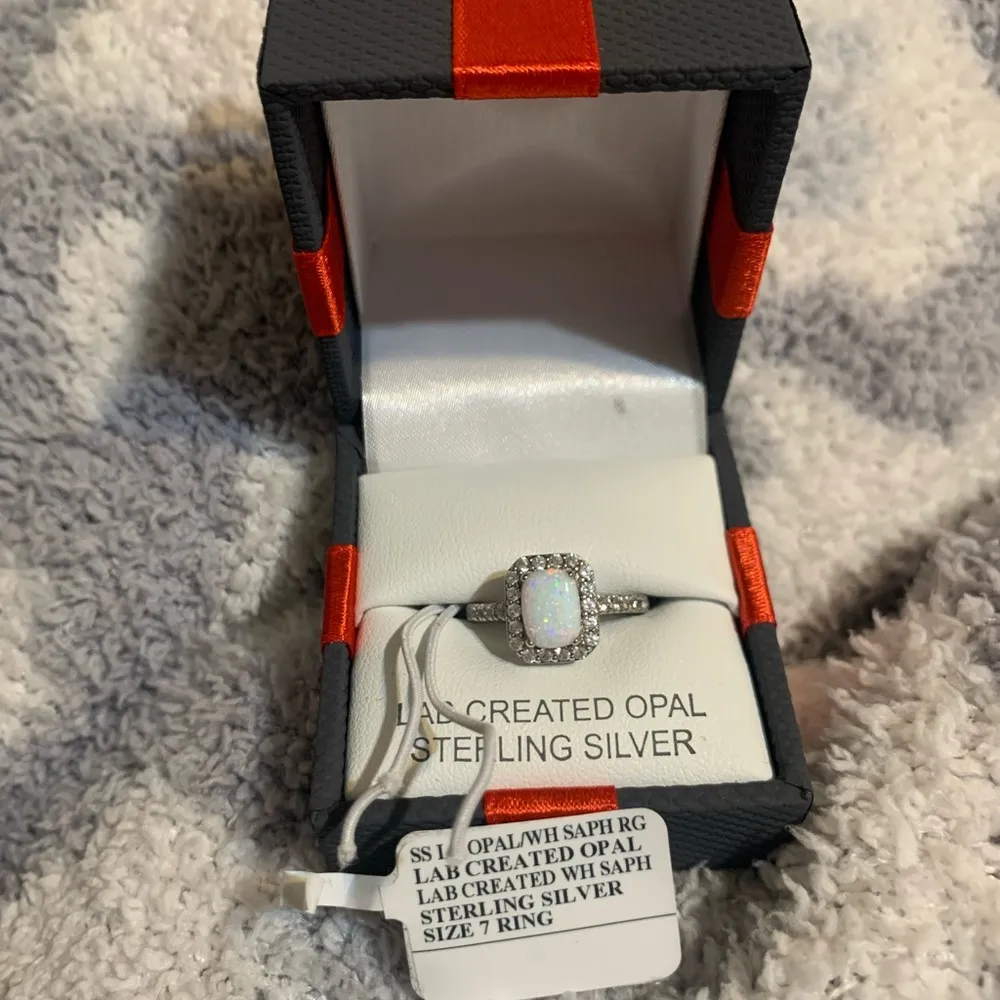 LAB CREATED OPAL
STERLING SILVER
SS OPAL/WH SAPH RG
LAB CREATED OPAL
LAB CREATED WH SAPH
STERLING SILVER
SIZE 7 RING